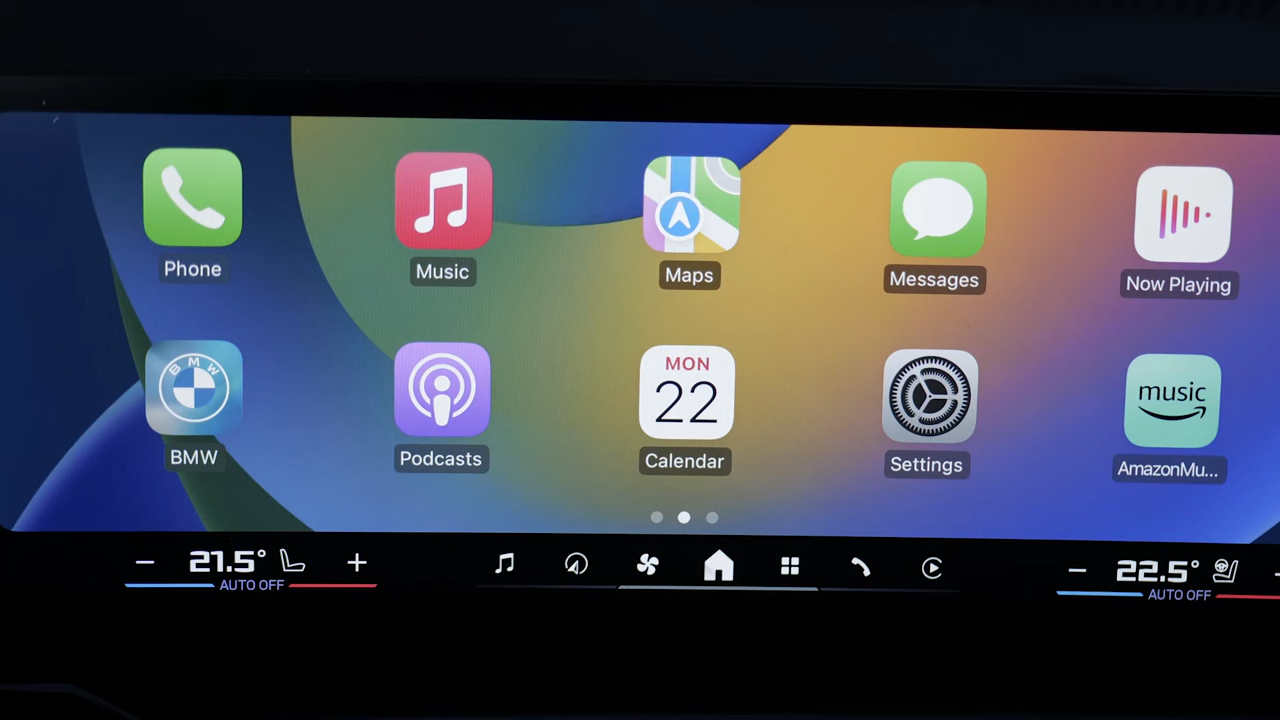 Phone
Music
Maps
Messages
Now Playing
BMW
music
MON
22
BMW
Podcasts
Calendar
Settings
AmazonMu...
21.5°
AUTO OFF
22.5°
AUTO OFF